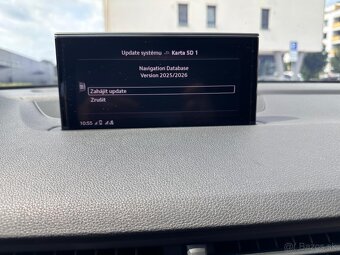 Update systému Karta SD 1
Navigation Database
Version 2025/2026
Zahájit update
Zrušit
10:55